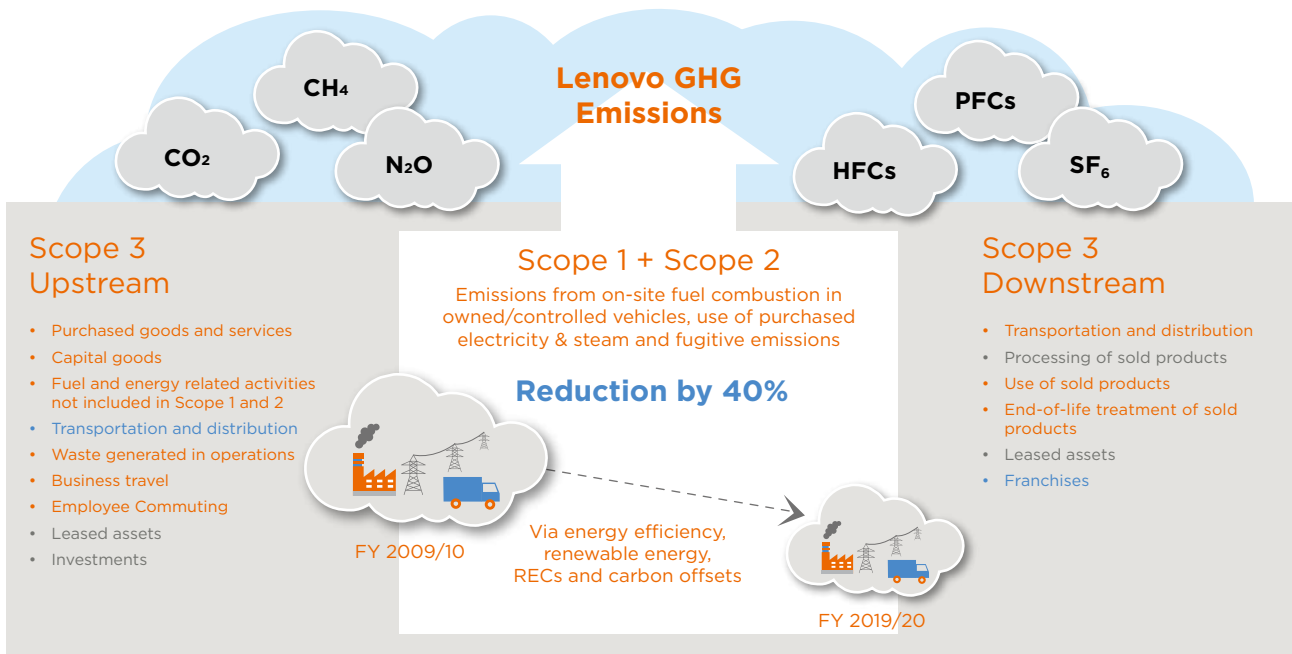 Lenovo GHG
Emissions
CO₂
CH₄
N₂O
HFCs
PFCs
SF₆
Scope 3
Upstream
• Purchased goods and services
• Capital goods
• Fuel and energy related activities
not included in Scope 1 and 2
• Transportation and distribution
• Waste generated in operations
• Business travel
• Employee Commuting
• Leased assets
• Investments
Scope 1 + Scope 2
Emissions from on-site fuel combustion in
owned/controlled vehicles, use of purchased
electricity & steam and fugitive emissions
Reduction by 40%
FY 2009/10
Via energy efficiency,
renewable energy,
RECs and carbon offsets
FY 2019/20
Scope 3
Downstream
• Transportation and distribution
• Processing of sold products
• Use of sold products
• End-of-life treatment of sold
products
• Leased assets
• Franchises